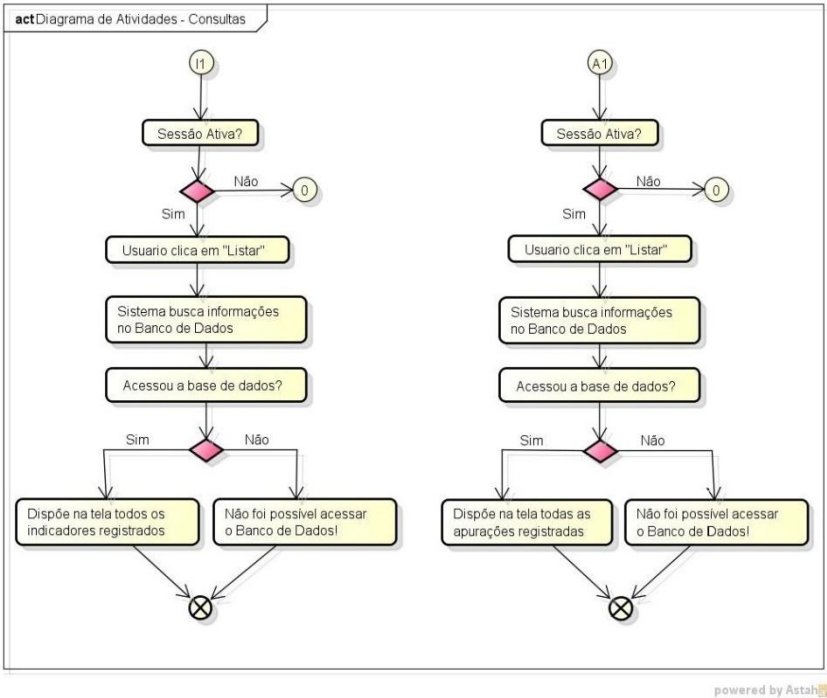 act Diagrama de Atividades - Consultas
I1
Sessão Ativa?
Não
0
Sim
Usuario clica em "Listar"
Sistema busca informações
no Banco de Dados
Acessou a base de dados?
Sim
Não
Dispõe na tela todos os
indicadores registrados
Não foi possível acessar
o Banco de Dados!
A1
Sessão Ativa?
Não
0
Sim
Usuario clica em "Listar"
Sistema busca informações
no Banco de Dados
Acessou a base de dados?
Sim
Não
Dispõe na tela todas as
apurações registradas
Não foi possível acessar
o Banco de Dados!
powered by Astah